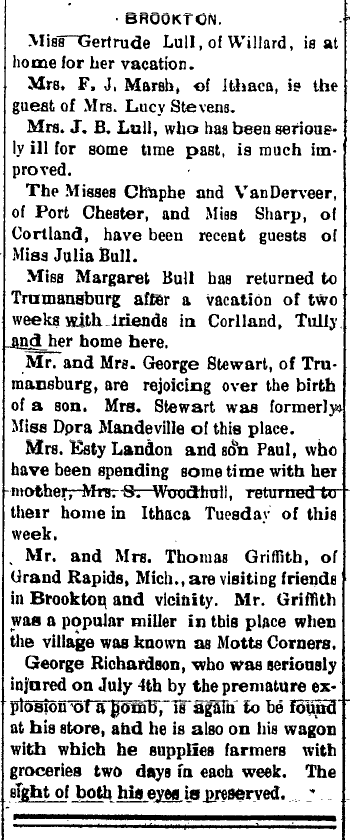 BROOKTON.
Miss Gertrude Lull, of Willard, is at
home for her vacation.
Mrs. F. J. Marsh, of Ithaca, is the
guest of Mrs. Lucy Stevens.
Mrs. J. B. Lull, who has been serious-
ly ill for some time past, is much im-
proved.
The Misses Chaphe and VanDerveer,
of Port Chester, and Miss Sharp, of
Cortland, have been recent guests of
Miss Julia Bull.
Miss Margaret Bull has returned to
Trumansburg after a vacation of two
weeks with friends in Corlland, Tully
and her home here.
Mr. and Mrs. George Stewart, of Tru-
mansburg, are rejoicing over the birth
of a son. Mrs. Stewart was formerly
Miss Dora Mandeville of this place.
Mrs. Esty Landon and son Paul, who
have been spending some time with her
mother, Mrs. S. Woodhull, returned to
their home in Ithaca Tuesday of this
week.
Mr. and Mrs. Thomas Griffith, of
Grand Rapids, Mich., are visiting friends
in Brookton and vicinity. Mr. Griffith
was a popular miller in this place when
the village was known as Motts Corners.
George Richardson, who was seriously
injured on July 4th by the premature ex-
plosion of a bomb, is again to be found
at his store, and he is also on his wagon
with which he supplies farmers with
groceries two days in each week. The
sight of both his eyes is preserved.